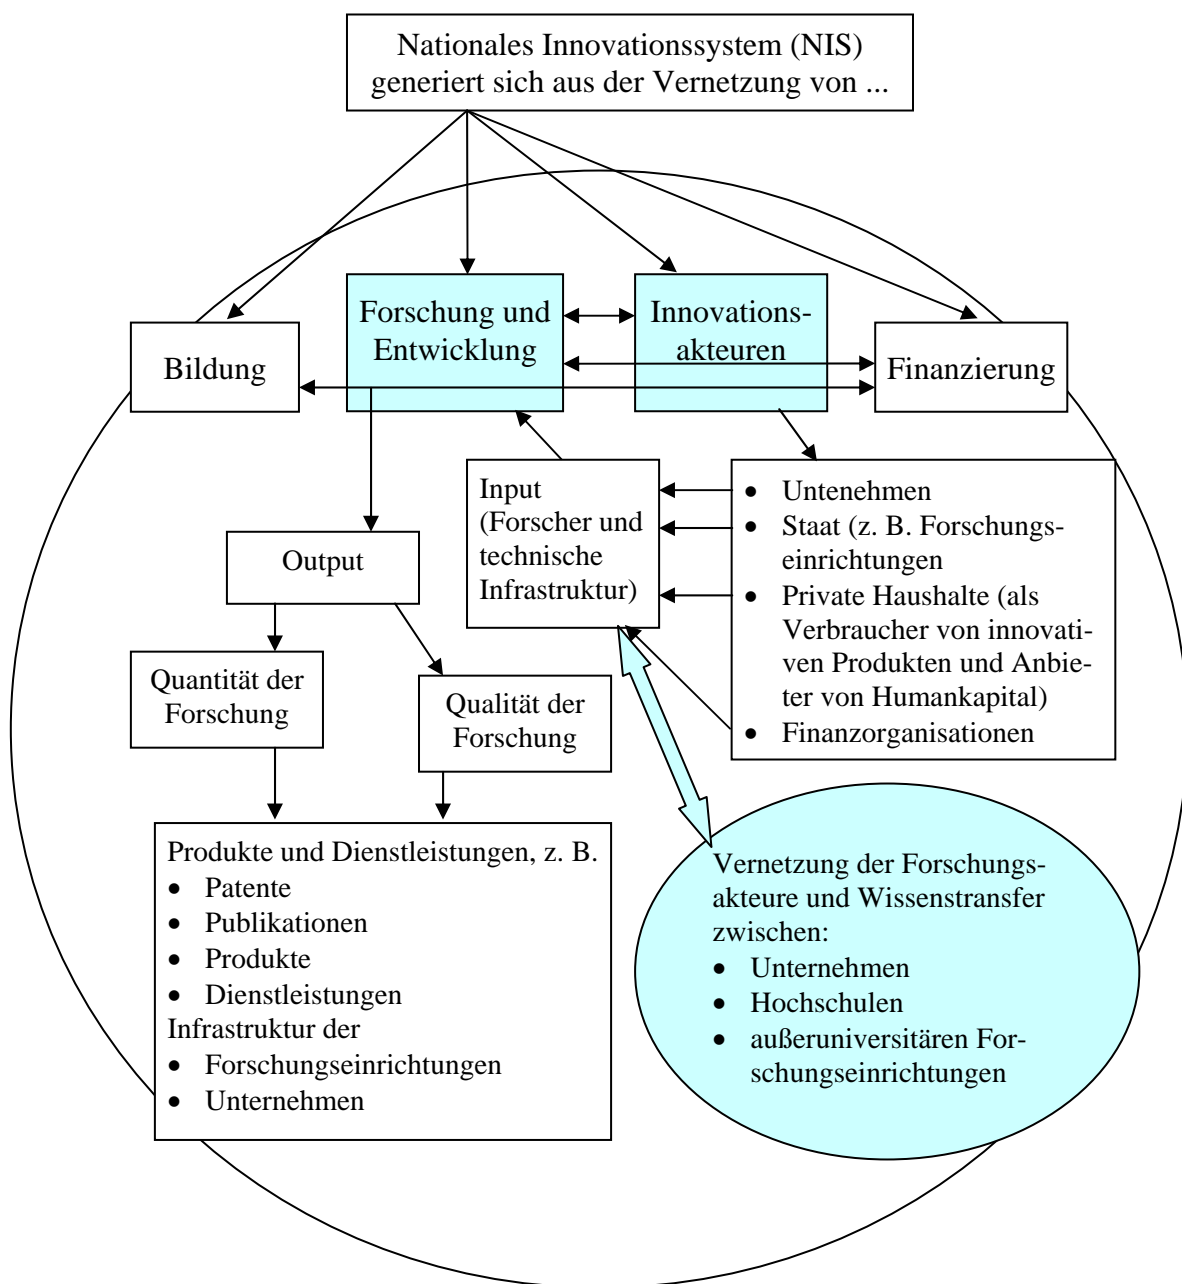 Nationales Innovationssystem (NIS)
generiert sich aus der Vernetzung von ...
Bildung
Forschung und
Entwicklung
Innovations-
akteuren
Finanzierung
Output
Input
(Forscher und
technische
Infrastruktur)
• Untenehmen
• Staat (z. B. Forschungs-
einrichtungen
• Private Haushalte (als
Verbraucher von innovati-
ven Produkten und Anbie-
ter von Humankapital)
• Finanzorganisationen
Quantität der
Forschung
Qualität der
Forschung
Produkte und Dienstleistungen, z. B.
• Patente
• Publikationen
• Produkte
• Dienstleistungen
Infrastruktur der
• Forschungseinrichtungen
• Unternehmen
Vernetzung der Forschungs-
akteure und Wissenstransfer
zwischen:
• Unternehmen
• Hochschulen
• außeruniversitären For-
schungseinrichtungen